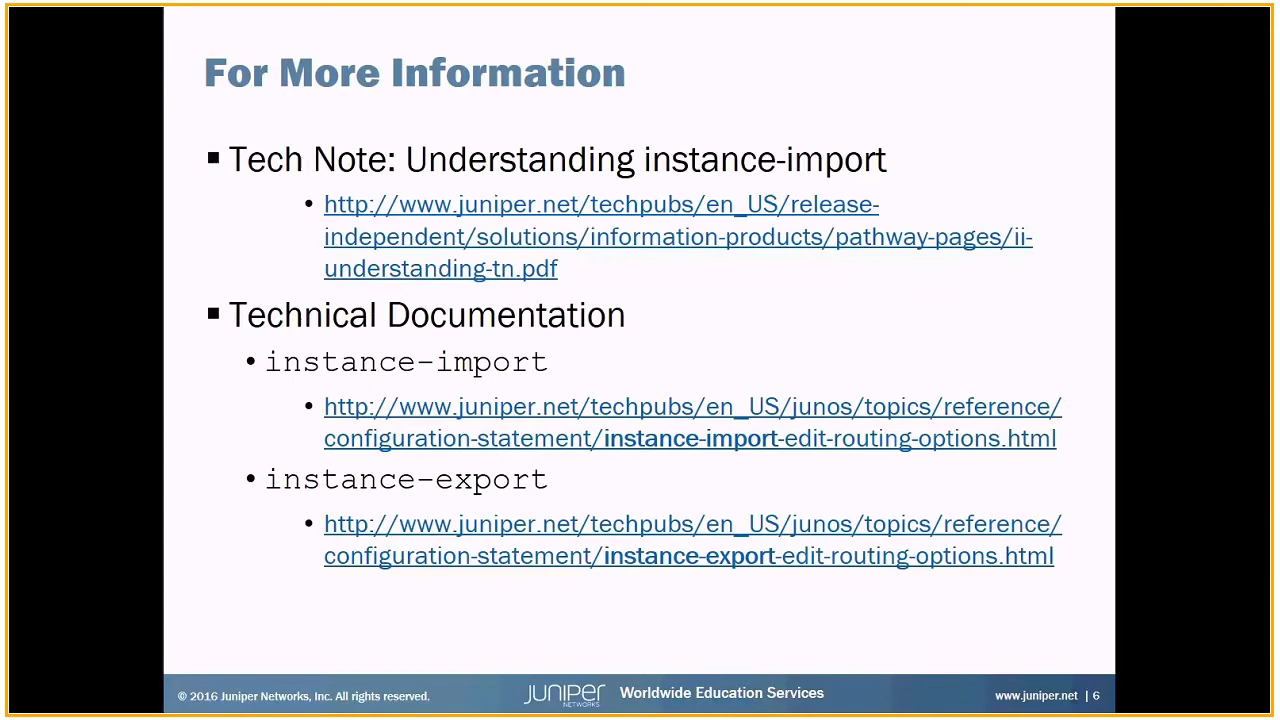 For More Information
▪ Tech Note: Understanding instance-import
• http://www.juniper.net/techpubs/en_US/release-
independent/solutions/information-products/pathway-pages/ii-
understanding-tn.pdf
▪ Technical Documentation
• instance-import
• http://www.juniper.net/techpubs/en_US/junos/topics/reference/
configuration-statement/instance-import-edit-routing-options.html
• instance-export
• http://www.juniper.net/techpubs/en_US/junos/topics/reference/
configuration-statement/instance-export-edit-routing-options.html
© 2016 Juniper Networks, Inc. All rights reserved.
JUNIPER
NETWORKS
Worldwide Education Services
www.juniper.net | 6